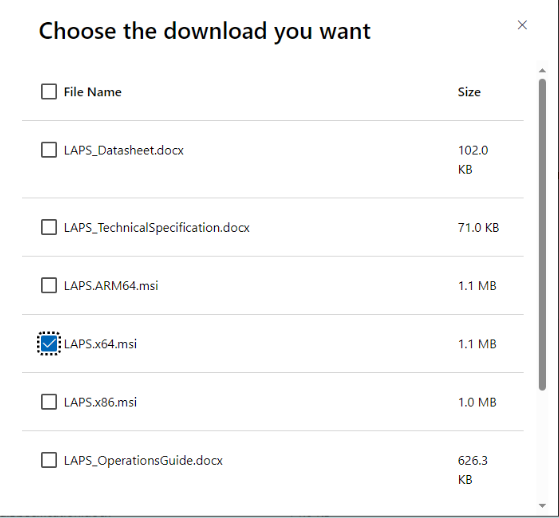 Choose the download you want
File Name Size
LAPS_Datasheet.docx 102.0
KB
LAPS_TechnicalSpecification.docx 71.0 KB
LAPS.ARM64.msi 1.1 MB
LAPS.x64.msi 1.1 MB
LAPS.x86.msi 1.0 MB
LAPS_OperationsGuide.docx 626.3
KB